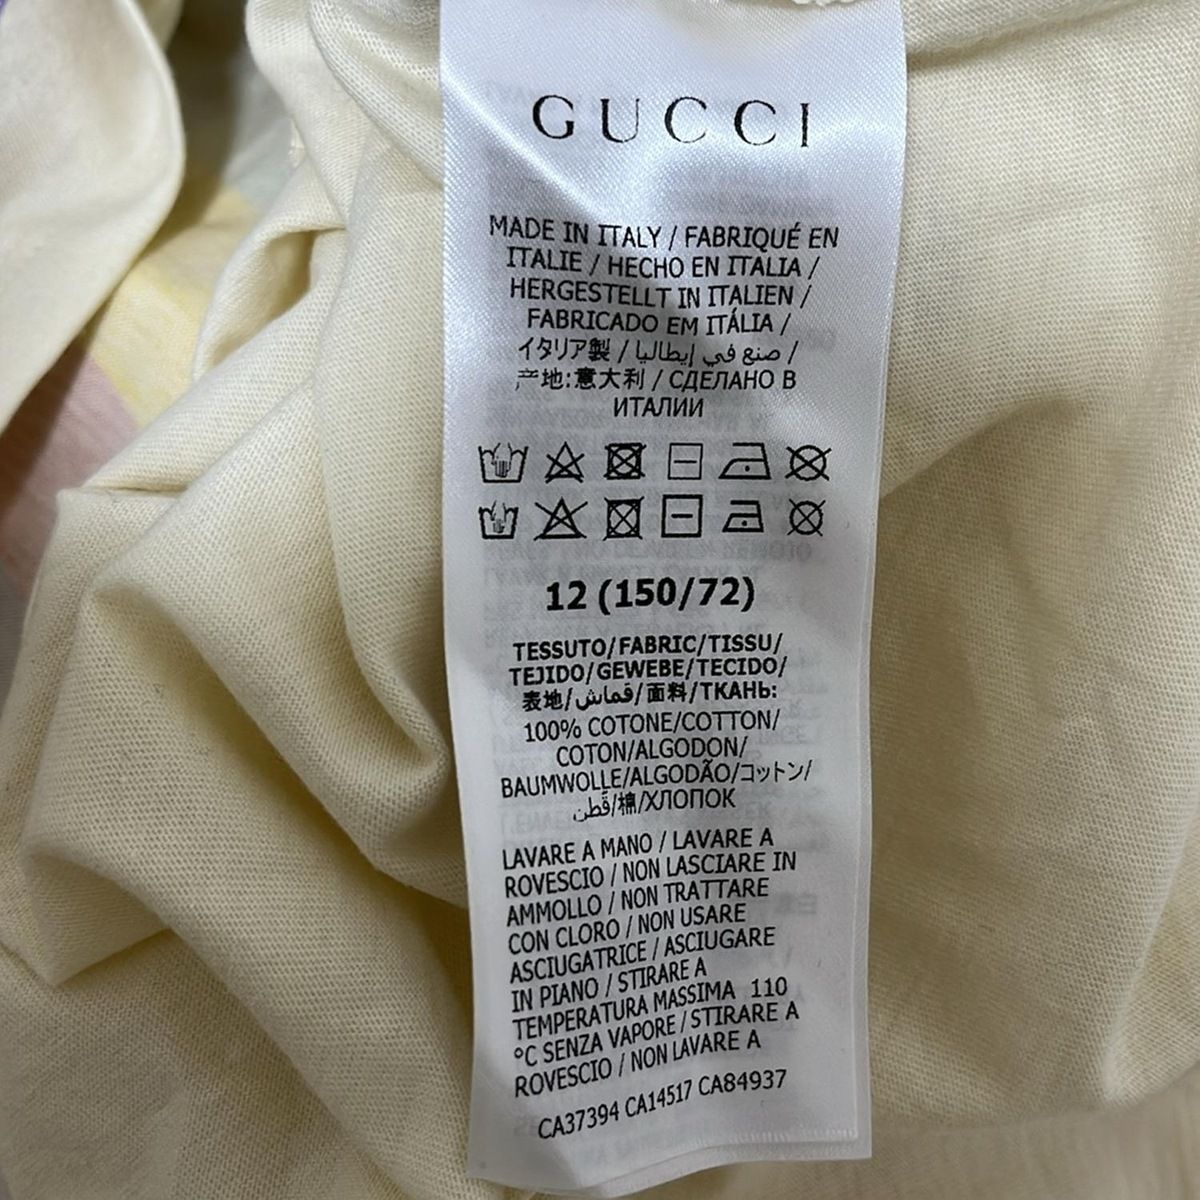 GUCCI
MADE IN ITALY / FABRIQUÉ EN
ITALIE / HECHO EN ITALIA /
HERGESTELLT IN ITALIEN /
FABRICADO EM ITÁLIA /
イタリア製 / صنع في إيطاليا /
产地:意大利 / СДЕЛАНО В
ИТАЛИИ
12 (150/72)
TESSUTO/FABRIC/TISSU/
TEJIDO/GEWEBE/TECIDO/
表地/قماش/面料/ТКАНЬ:
100% COTONE/COTTON/
COTON/ALGODON/
BAUMWOLLE/ALGODÃO/コットン/
قُطن/棉/ХЛОПОК
LAVARE A MANO / LAVARE A
ROVESCIO / NON LASCIARE IN
AMMOLLO / NON TRATTARE
CON CLORO / NON USARE
ASCIUGATRICE / ASCIUGARE
IN PIANO / STIRARE A
TEMPERATURA MASSIMA 110
°C SENZA VAPORE / STIRARE A
ROVESCIO / NON LAVARE A
CA37394 CA14517 CA84937